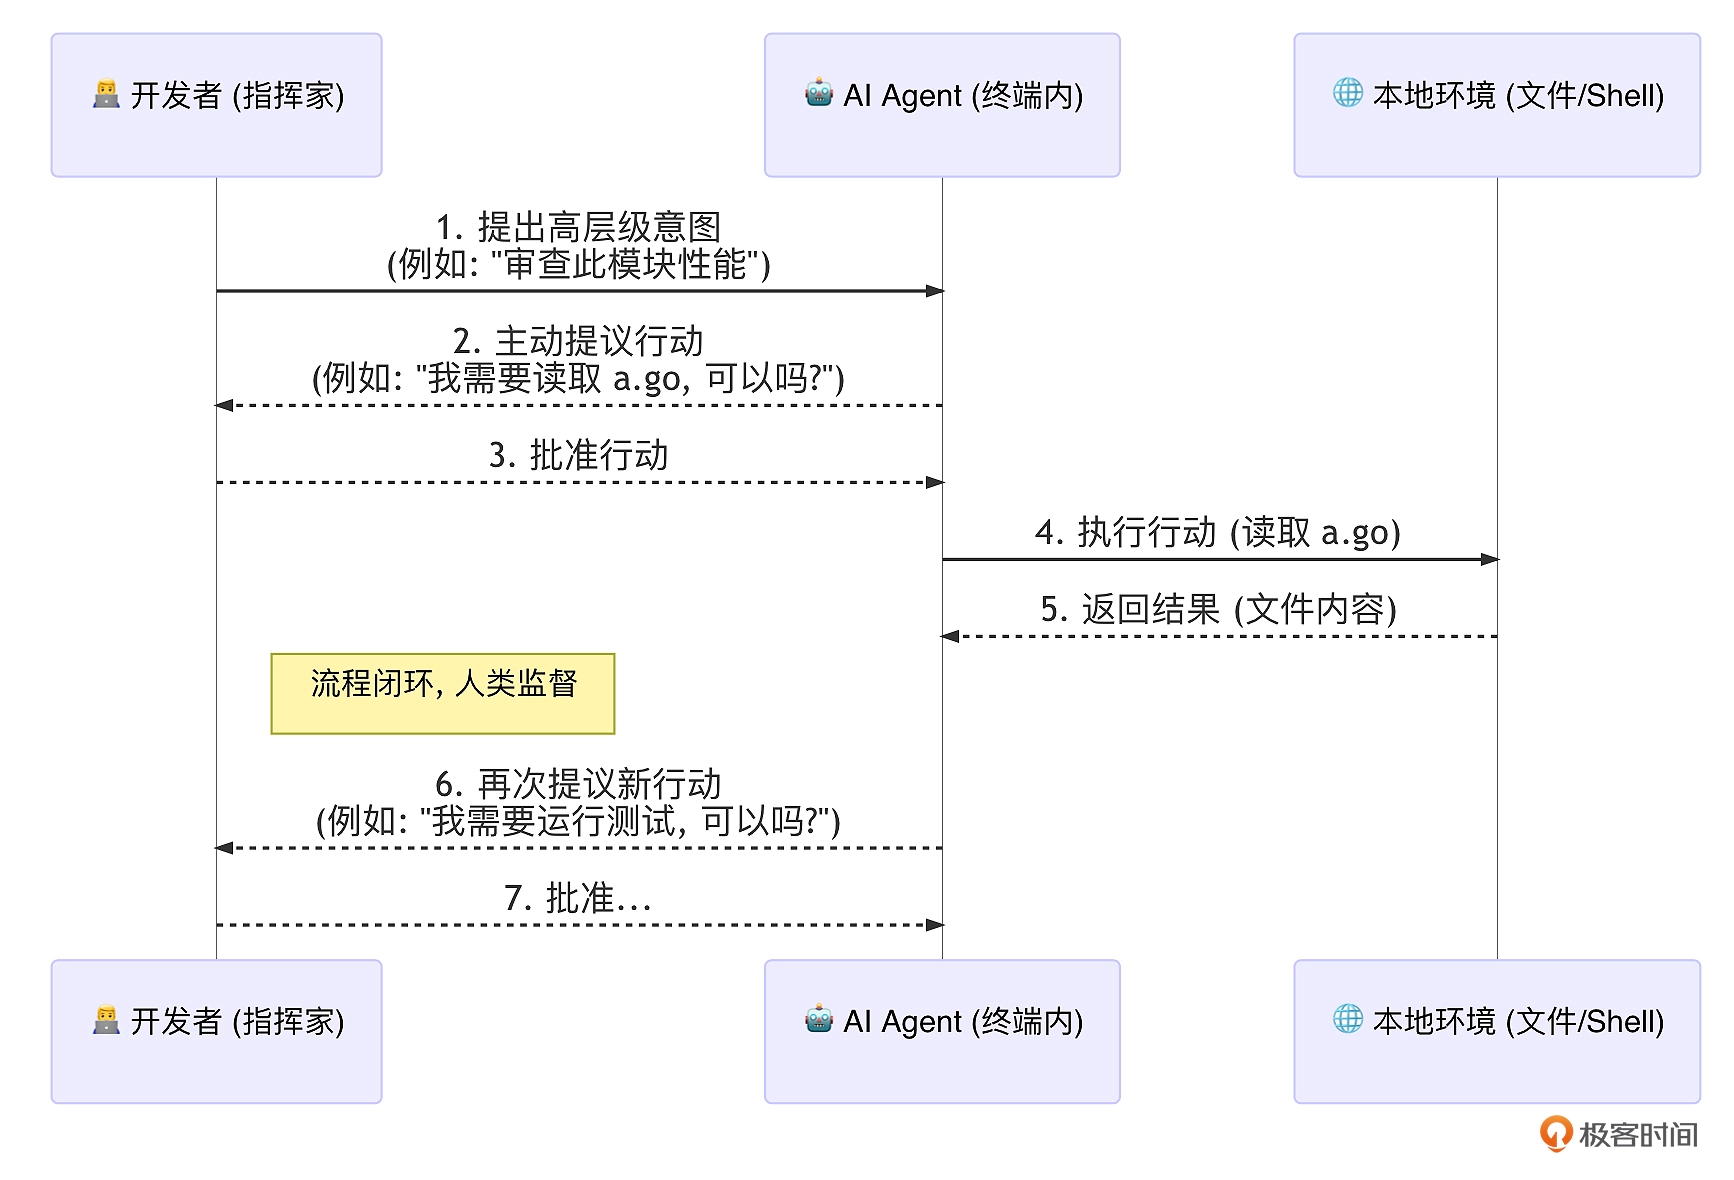 开发者 (指挥家)
AI Agent (终端内)
本地环境 (文件/Shell)
1. 提出高层级意图
(例如: "审查此模块性能")
2. 主动提议行动
(例如: "我需要读取 a.go, 可以吗?")
3. 批准行动
4. 执行行动 (读取 a.go)
5. 返回结果 (文件内容)
流程闭环, 人类监督
6. 再次提议新行动
(例如: "我需要运行测试, 可以吗?")
7. 批准...
开发者 (指挥家)
AI Agent (终端内)
本地环境 (文件/Shell)
极客时间